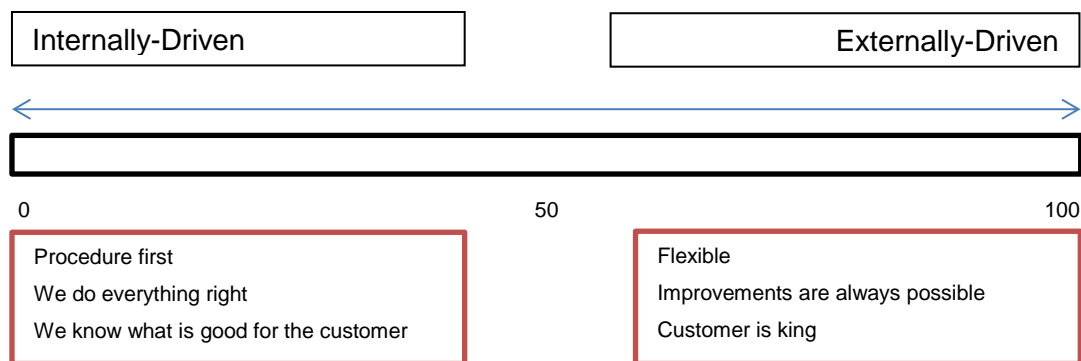 Internally-Driven
Externally-Driven
0
50
100
Procedure first
We do everything right
We know what is good for the customer
Flexible
Improvements are always possible
Customer is king